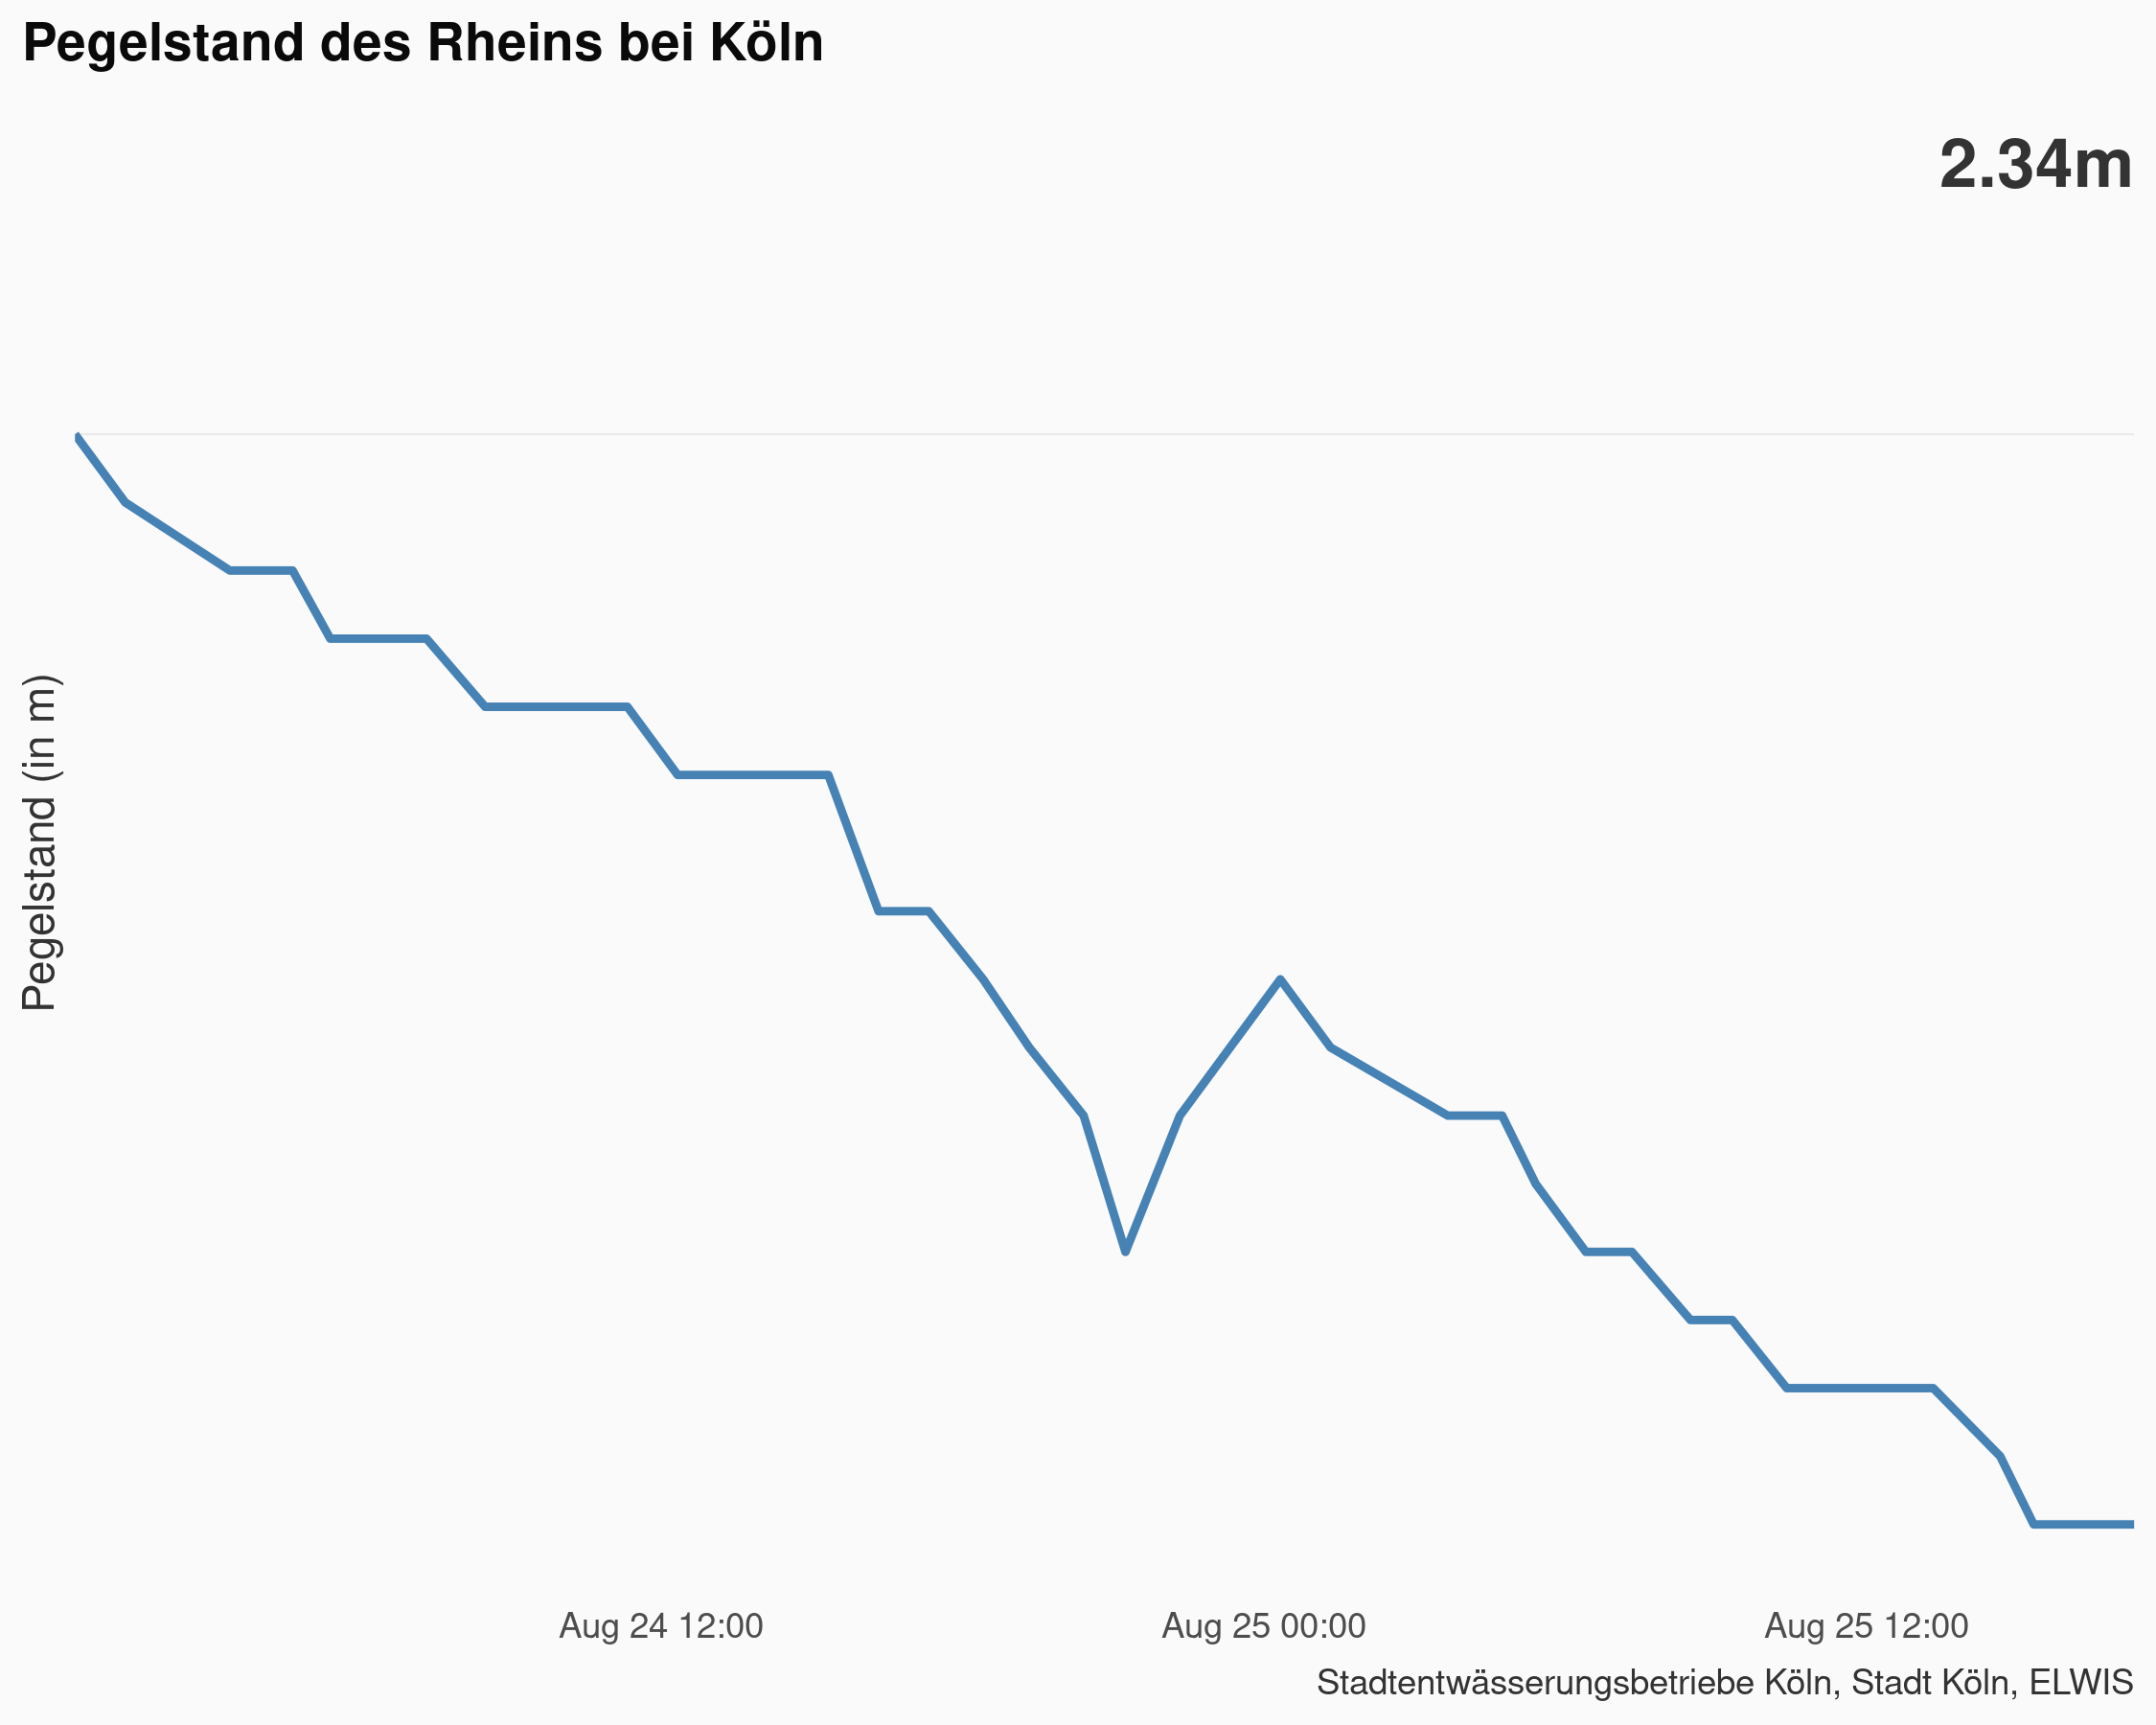 Pegelstand des Rheins bei Köln
2.34m
Pegelstand (in m)
Aug 24 12:00
Aug 25 00:00
Aug 25 12:00
Stadtentwässerungsbetriebe Köln, Stadt Köln, ELWIS